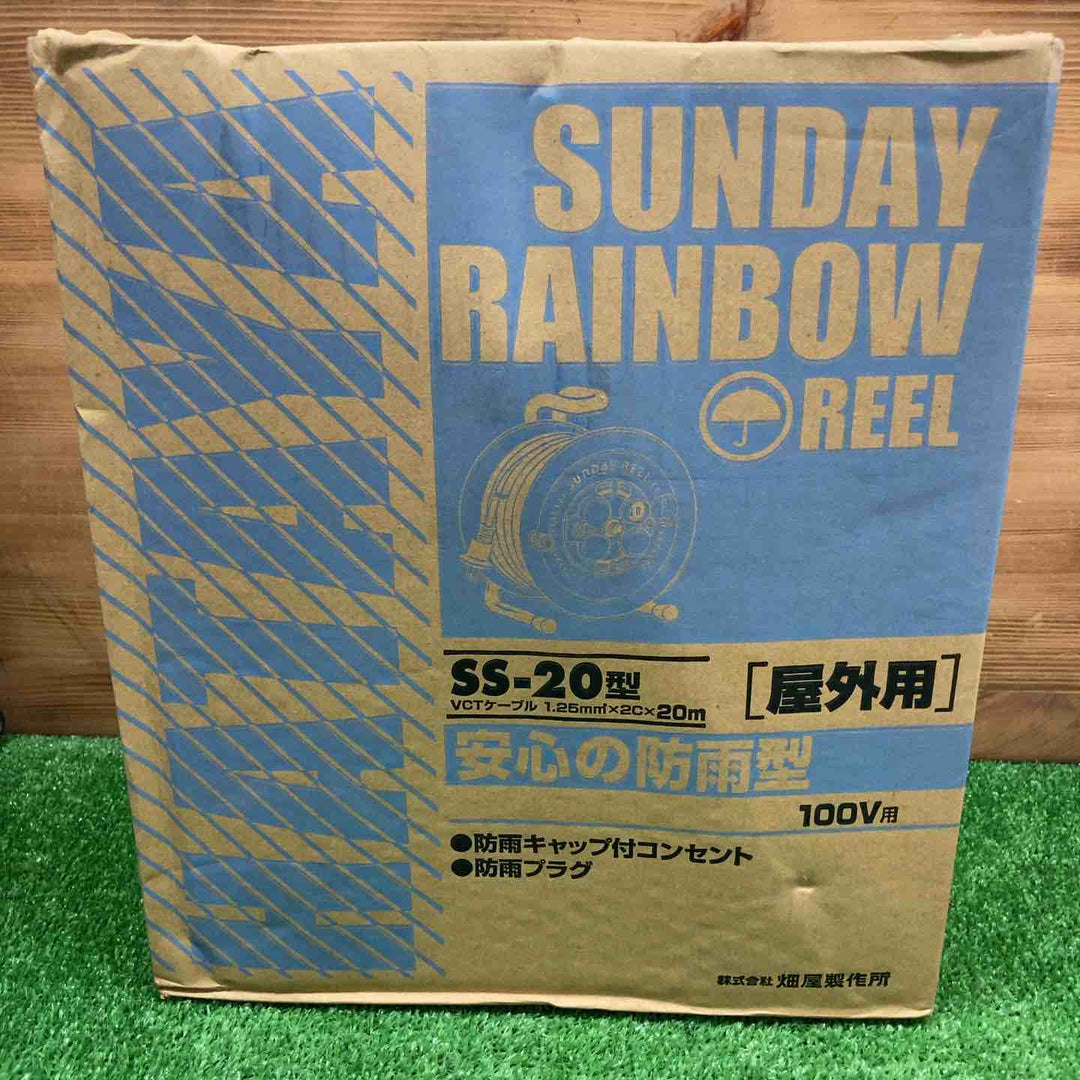 SUNDAY
RAINBOW
REEL
SUNDAY REEL
SS-20型
VCTケーブル 1.25mm²×2C×20m
[屋外用]
安心の防雨型
100V用
●防雨キャップ付コンセント
●防雨プラグ
株式会社 畑屋製作所